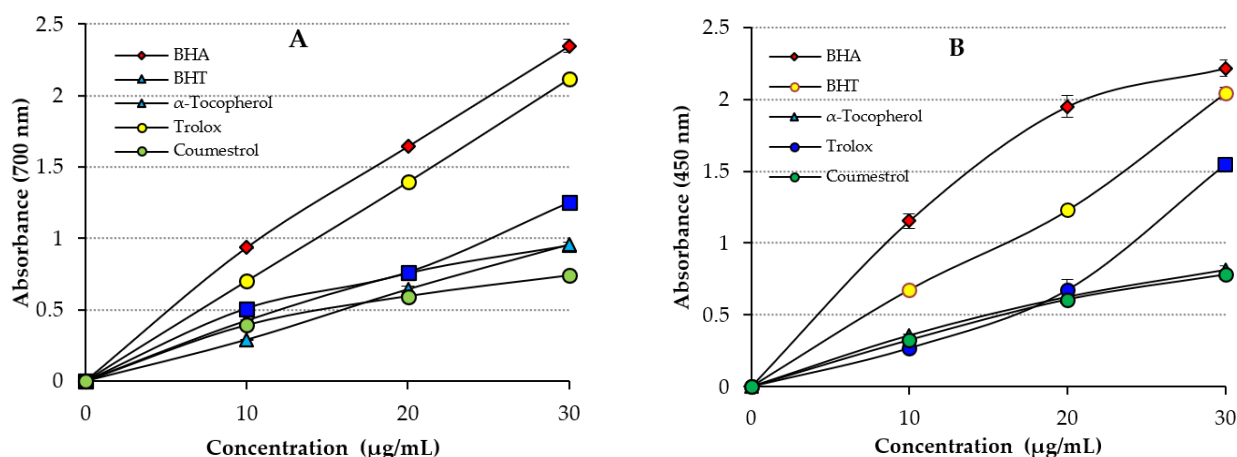 A
Absorbance (700 nm)
2.5
2
1.5
1
0.5
0
BHA
BHT
α-Tocopherol
Trolox
Coumestrol
0 10 20 30
Concentration (µg/mL)
B
Absorbance (450 nm)
2.5
2
1.5
1
0.5
0
BHA
BHT
α-Tocopherol
Trolox
Coumestrol
0 10 20 30
Concentration (µg/mL)